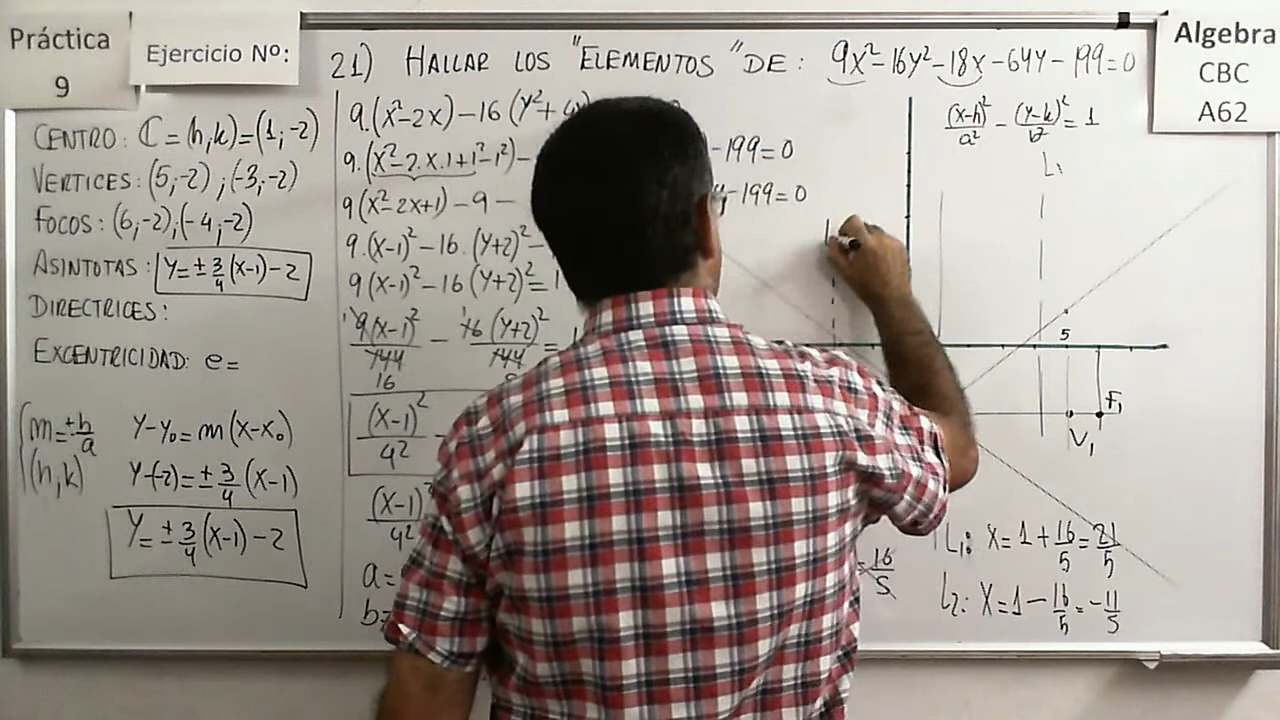 Práctica
9
Ejercicio Nº:
Algebra
CBC
A62
21) HALLAR LOS "ELEMENTOS" DE: 9x²-16y²-18x-64y-199=0
CENTRO: C=(h,k)=(1;-2)
VERTICES: (5,-2);(-3,-2)
FOCOS: (6,-2);(-4,-2)
ASINTOTAS: y=±3/4(x-1)-2
DIRECTRICES:
EXCENTRICIDAD: e=
m=±b/a
(h,k)
y-y₀=m(x-x₀)
y-(-2)=±3/4(x-1)
y=±3/4(x-1)-2
9.(x²-2x)-16(y²+4y)
9.(x²-2.x.1+1²-1²)-
-199=0
9(x²-2x+1)-9-
-199=0
9.(x-1)²-16.(y+2)²-
9(x-1)²-16(y+2)²=1
9(x-1)²/144 - 16(y+2)²/144 =
16
(x-1)²/4²
(x-1)²/4²
a=
b=
=16/5
(x-h)²/a² - (y-k)²/b² = 1
L₁
5
F₁
V₁
L₁: x=1+16/5=21/5
L₂: x=1-16/5=-11/5